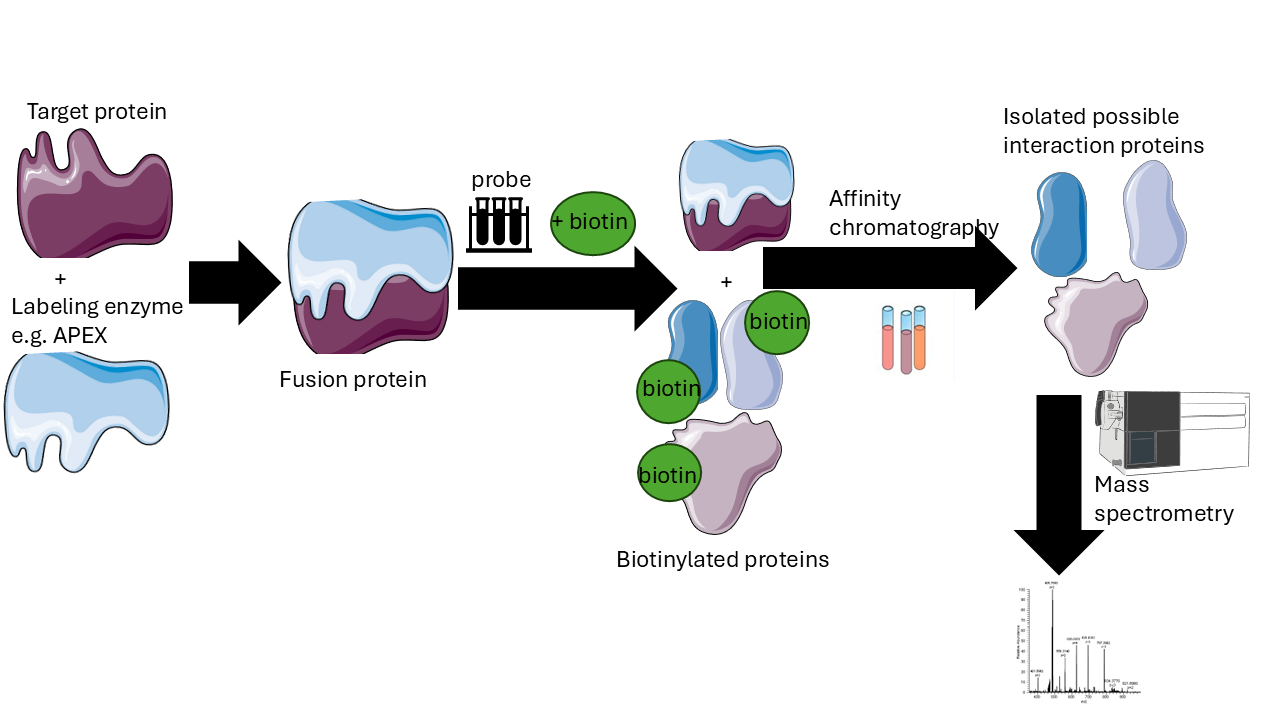 Target protein
+
Labeling enzyme
e.g. APEX
Fusion protein
probe
+ biotin
+
biotin
biotin
biotin
Biotinylated proteins
Affinity
chromatography
Isolated possible
interaction proteins
Mass
spectrometry